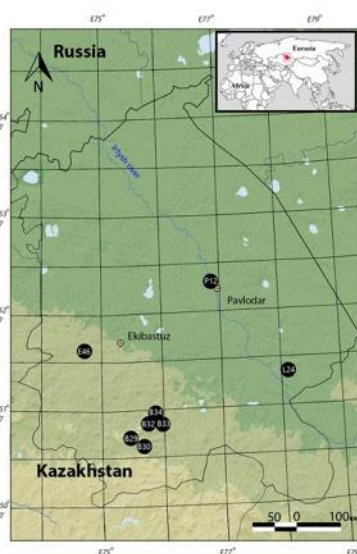 E75°
E77°
E79°
Russia
Eurasia
Africa
N
Irtysh river
P12
Pavlodar
Ekibastuz
E46
L24
B34
B32 B33
B29
B30
Kazakhstan
E75°
E77°
50 0 100km